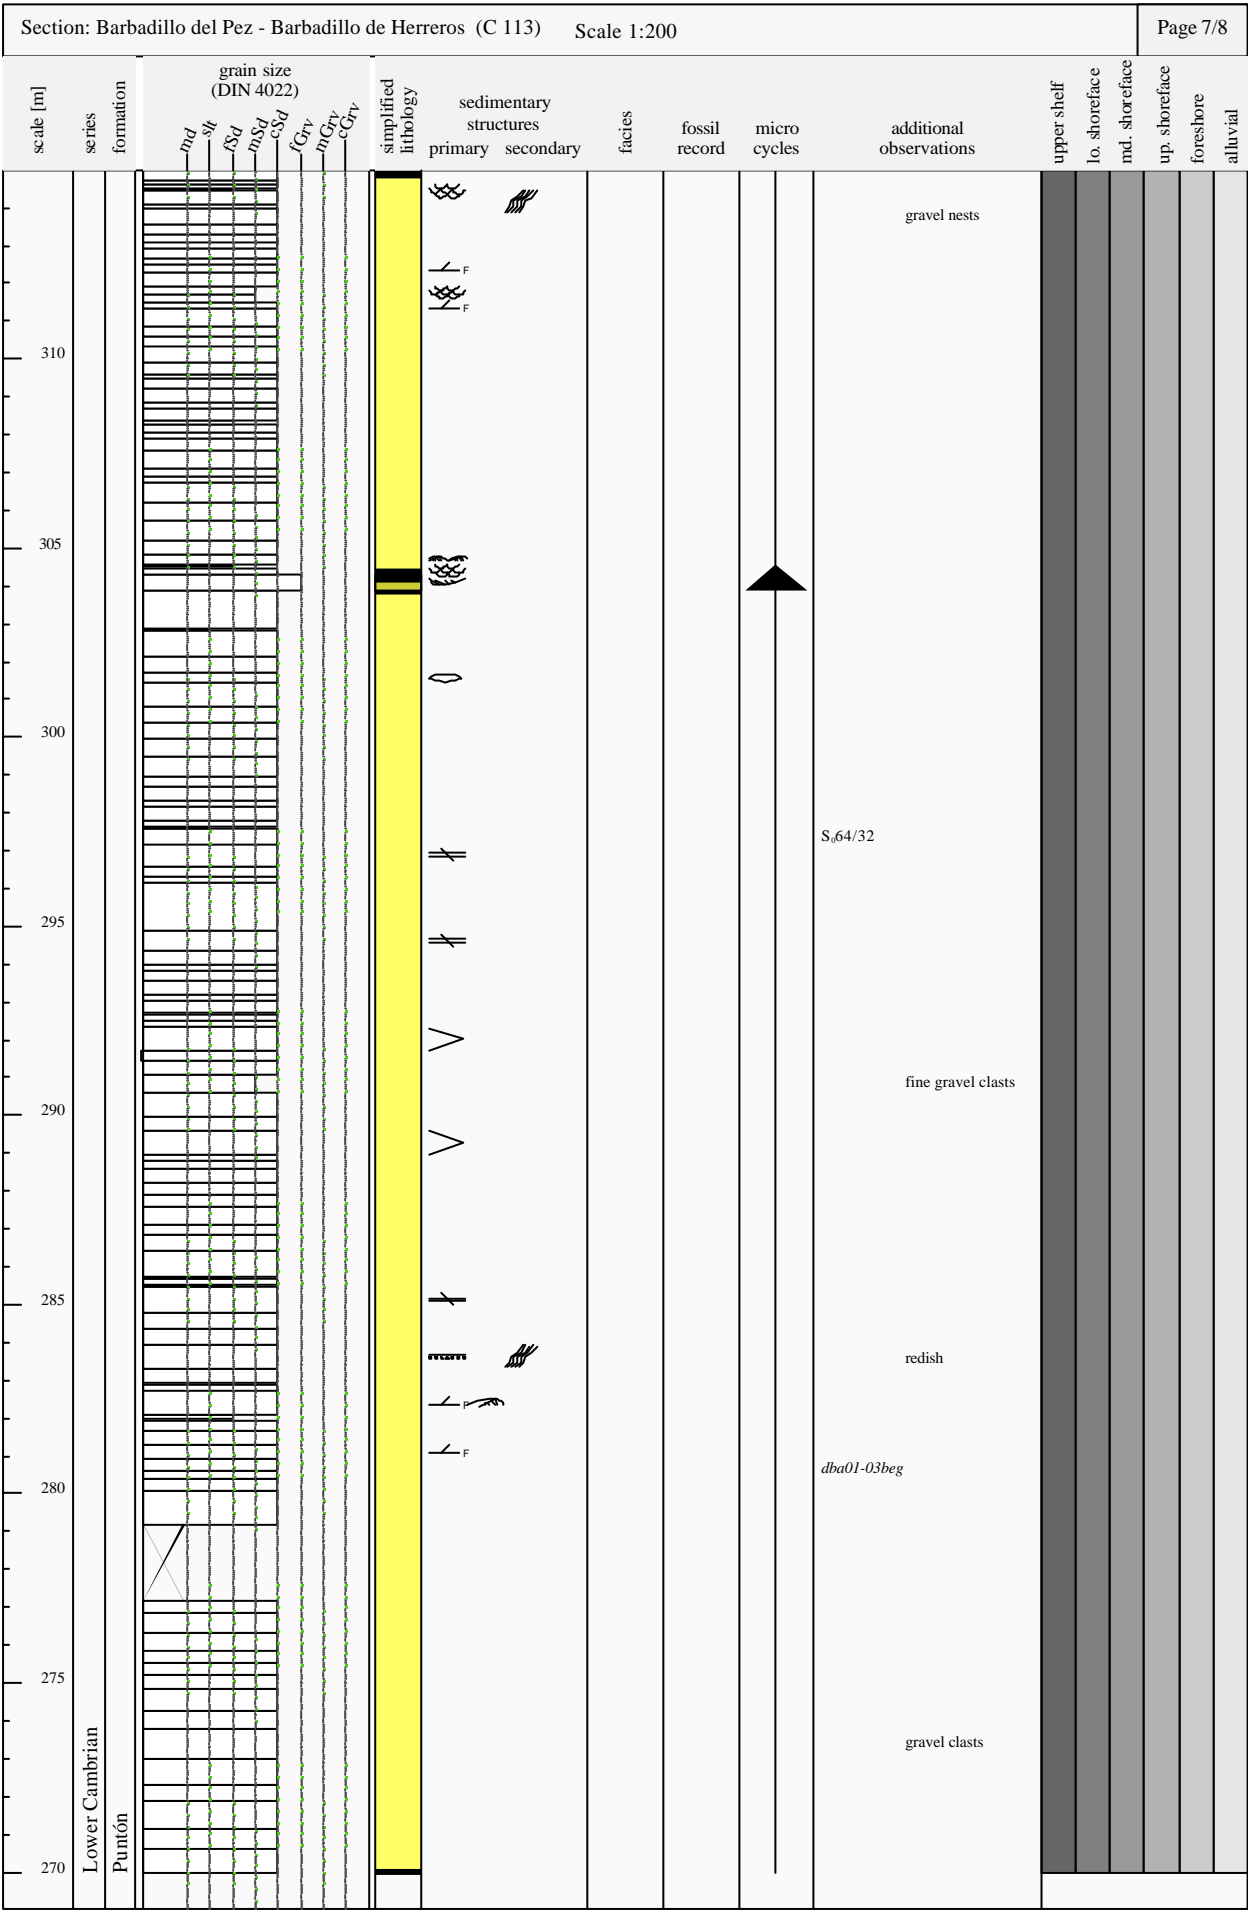 Section: Barbadillo del Pez - Barbadillo de Herreros (C 113) Scale 1:200
Page 7/8
scale [m]
series
formation
grain size
(DIN 4022)
md
slt
fSd
mSd
cSd
fGrv
mGrv
cGrv
simplified
lithology
sedimentary
structures
primary secondary
facies
fossil
record
micro
cycles
additional
observations
upper shelf
lo. shoreface
md. shoreface
up. shoreface
foreshore
alluvial
gravel nests
F
F
310
305
300
S₀64/32
295
fine gravel clasts
290
285
redish
F
F
dba01-03beg
280
275
gravel clasts
Lower Cambrian
Puntón
270